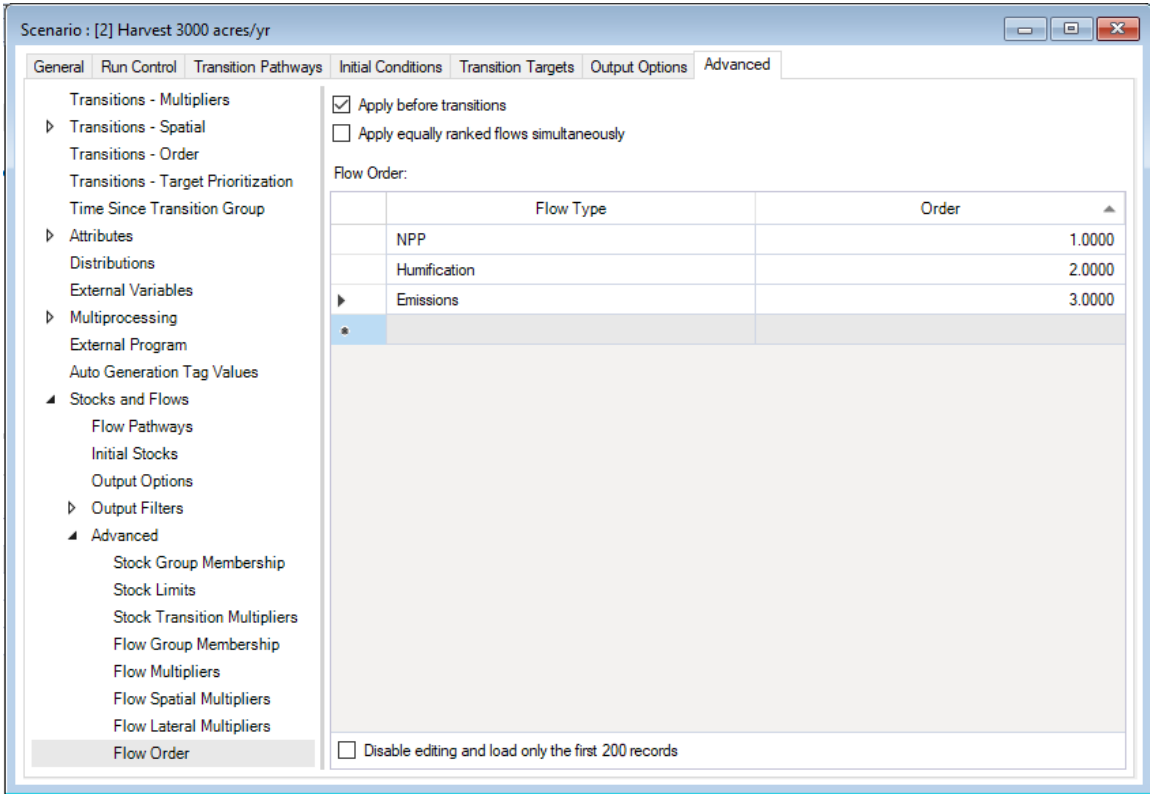 Scenario : [2] Harvest 3000 acres/yr
General Run Control Transition Pathways Initial Conditions Transition Targets Output Options Advanced
Transitions - Multipliers
Transitions - Spatial
Transitions - Order
Transitions - Target Prioritization
Time Since Transition Group
Attributes
Distributions
External Variables
Multiprocessing
External Program
Auto Generation Tag Values
Stocks and Flows
Flow Pathways
Initial Stocks
Output Options
Output Filters
Advanced
Stock Group Membership
Stock Limits
Stock Transition Multipliers
Flow Group Membership
Flow Multipliers
Flow Spatial Multipliers
Flow Lateral Multipliers
Flow Order
Apply before transitions
Apply equally ranked flows simultaneously
Flow Order:
Flow Type Order
NPP 1.0000
Humification 2.0000
Emissions 3.0000
Disable editing and load only the first 200 records